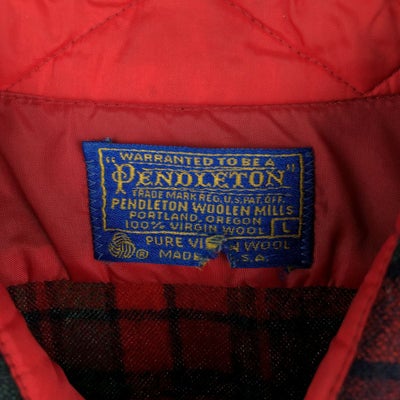 WARRANTED TO BE A
"PENDLETON"
TRADE MARK REG. U.S. PAT. OFF.
PENDLETON WOOLEN MILLS
PORTLAND, OREGON
100% VIRGIN WOOL L
PURE VIRGIN WOOL
MADE S.A.
®